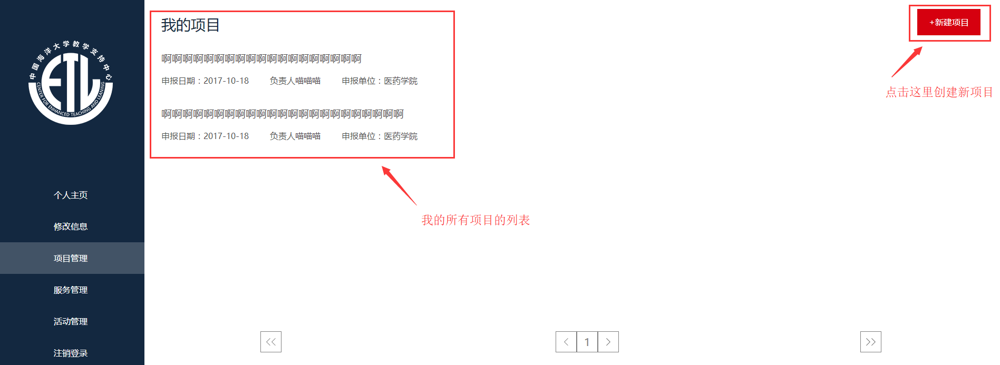 中国海洋大学教学支持中心
ETL
CENTER FOR ENHANCED TEACHING AND LEANING
个人主页
修改信息
项目管理
服务管理
活动管理
注销登录
我的项目
啊啊啊啊啊啊啊啊啊啊啊啊啊啊啊啊啊啊啊
申报日期：2017-10-18 负责人喵喵喵 申报单位：医药学院
啊啊啊啊啊啊啊啊啊啊啊啊啊啊啊啊啊啊啊啊啊啊啊
申报日期：2017-10-18 负责人喵喵喵 申报单位：医药学院
我的所有项目的列表
+新建项目
点击这里创建新项目
<< < 1 > >>